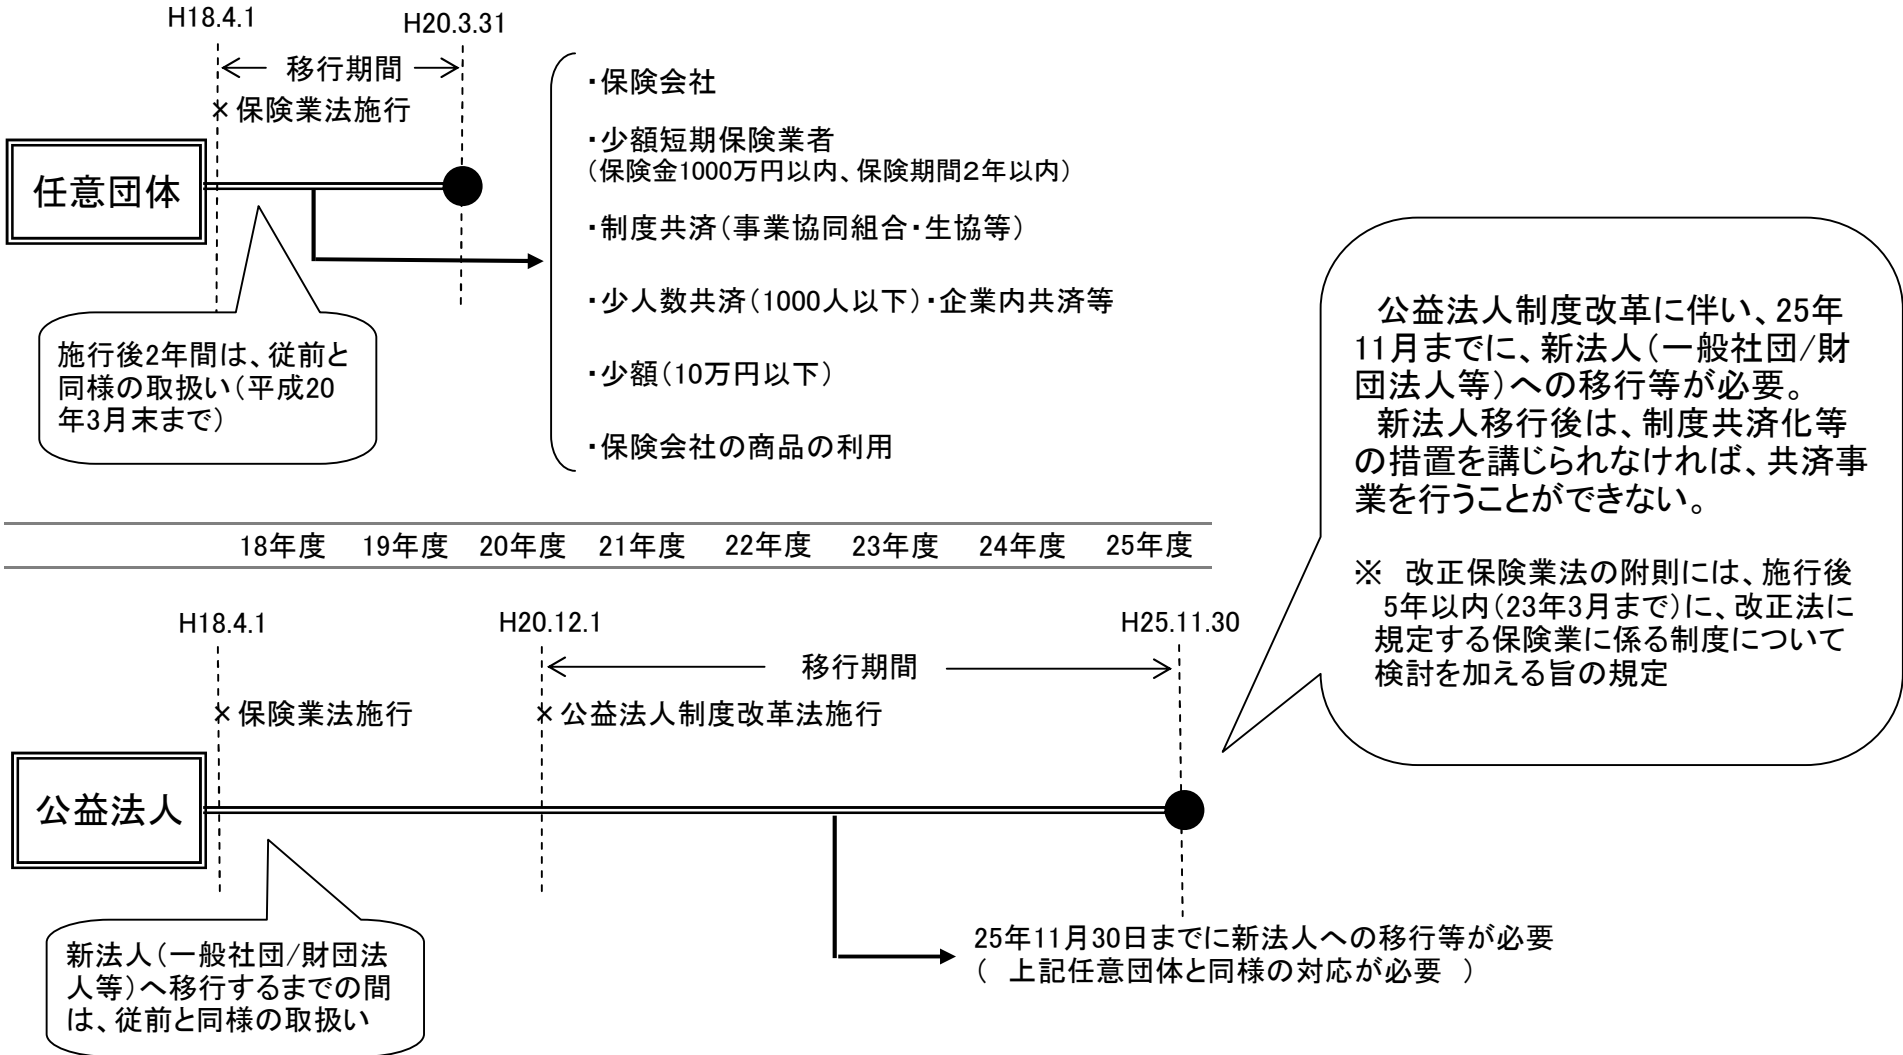 H18.4.1
H20.3.31
移行期間
×保険業法施行
任意団体
施行後2年間は、従前と
同様の取扱い（平成20
年3月末まで）
・保険会社
・少額短期保険業者
（保険金1000万円以内、保険期間２年以内）
・制度共済（事業協同組合・生協等）
・少人数共済（1000人以下）・企業内共済等
・少額（10万円以下）
・保険会社の商品の利用
公益法人制度改革に伴い、25年
11月までに、新法人（一般社団/財
団法人等）への移行等が必要。
新法人移行後は、制度共済化等
の措置を講じられなければ、共済事
業を行うことができない。
※　改正保険業法の附則には、施行後
5年以内（23年3月まで）に、改正法に
規定する保険業に係る制度について
検討を加える旨の規定
18年度 19年度 20年度 21年度 22年度 23年度 24年度 25年度
H18.4.1
H20.12.1
H25.11.30
移行期間
×保険業法施行
×公益法人制度改革法施行
公益法人
新法人（一般社団/財団法
人等）へ移行するまでの間
は、従前と同様の取扱い
25年11月30日までに新法人への移行等が必要
（　上記任意団体と同様の対応が必要　）